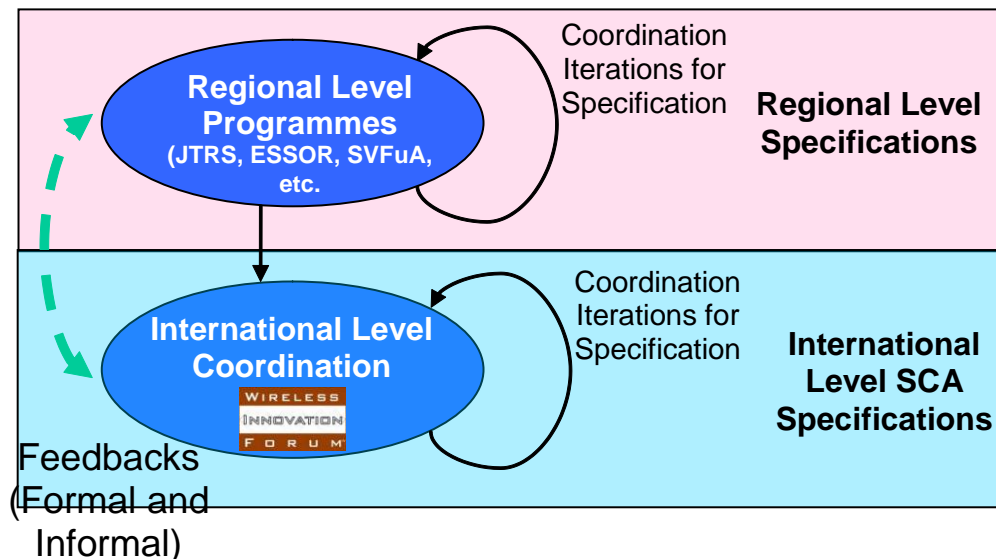 Coordination
Iterations for
Specification
Regional Level
Programmes
(JTRS, ESSOR, SVFuA,
etc.
Regional Level
Specifications
Coordination
Iterations for
Specification
International Level
Coordination
WIRELESS
INNOVATION
FORUM
International
Level SCA
Specifications
Feedbacks
(Formal and
Informal)